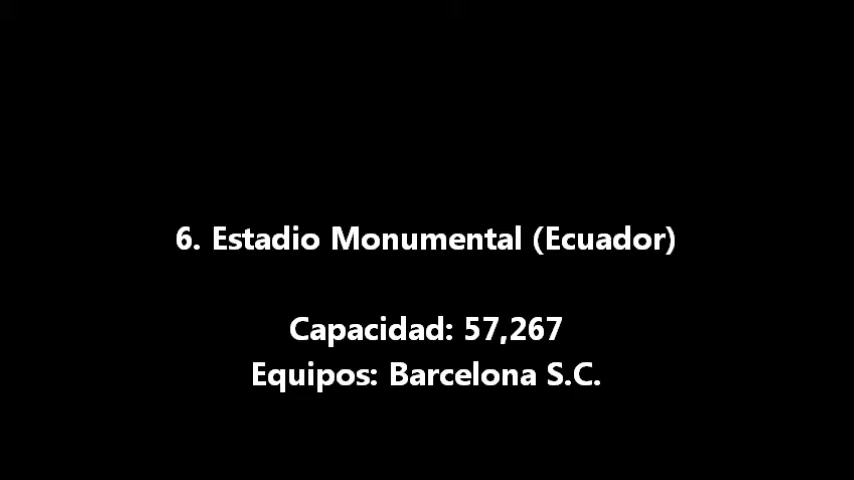 6. Estadio Monumental (Ecuador)
Capacidad: 57,267
Equipos: Barcelona S.C.